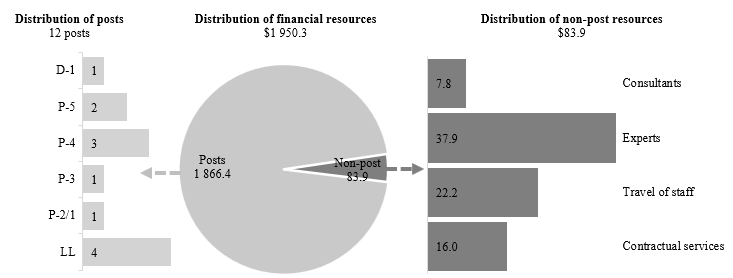 Distribution of posts
12 posts
Distribution of financial resources
$1 950.3
Distribution of non-post resources
$83.9
D-1 1
P-5 2
P-4 3
P-3 1
P-2/1 1
LL 4
Posts
1 866.4
Non-post
83.9
7.8 Consultants
37.9 Experts
22.2 Travel of staff
16.0 Contractual services